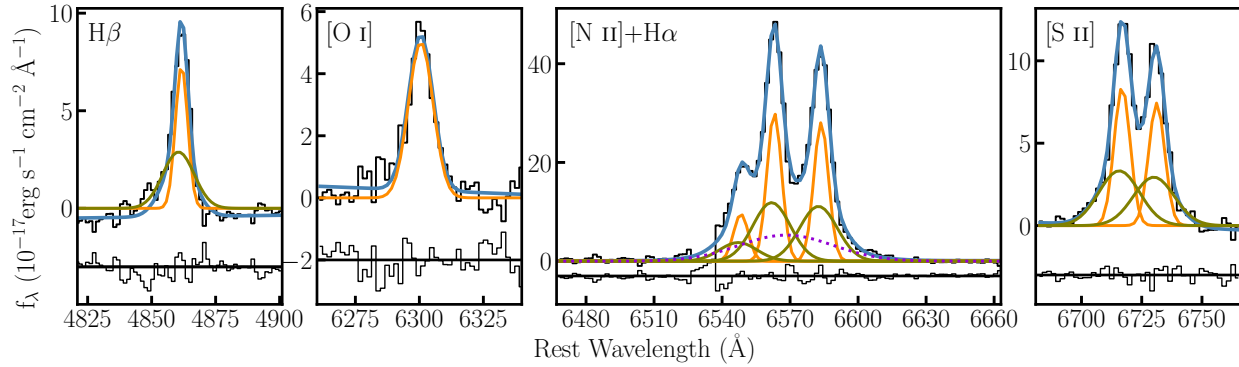 Hβ
[O I]
[N II]+Hα
[S II]
f_λ (10⁻¹⁷erg s⁻¹ cm⁻² Å⁻¹)
10
5
0
6
4
2
0
−2
40
20
0
10
5
0
4825 4850 4875 4900
6275 6300 6325
6480 6510 6540 6570 6600 6630 6660
6700 6725 6750
Rest Wavelength (Å)